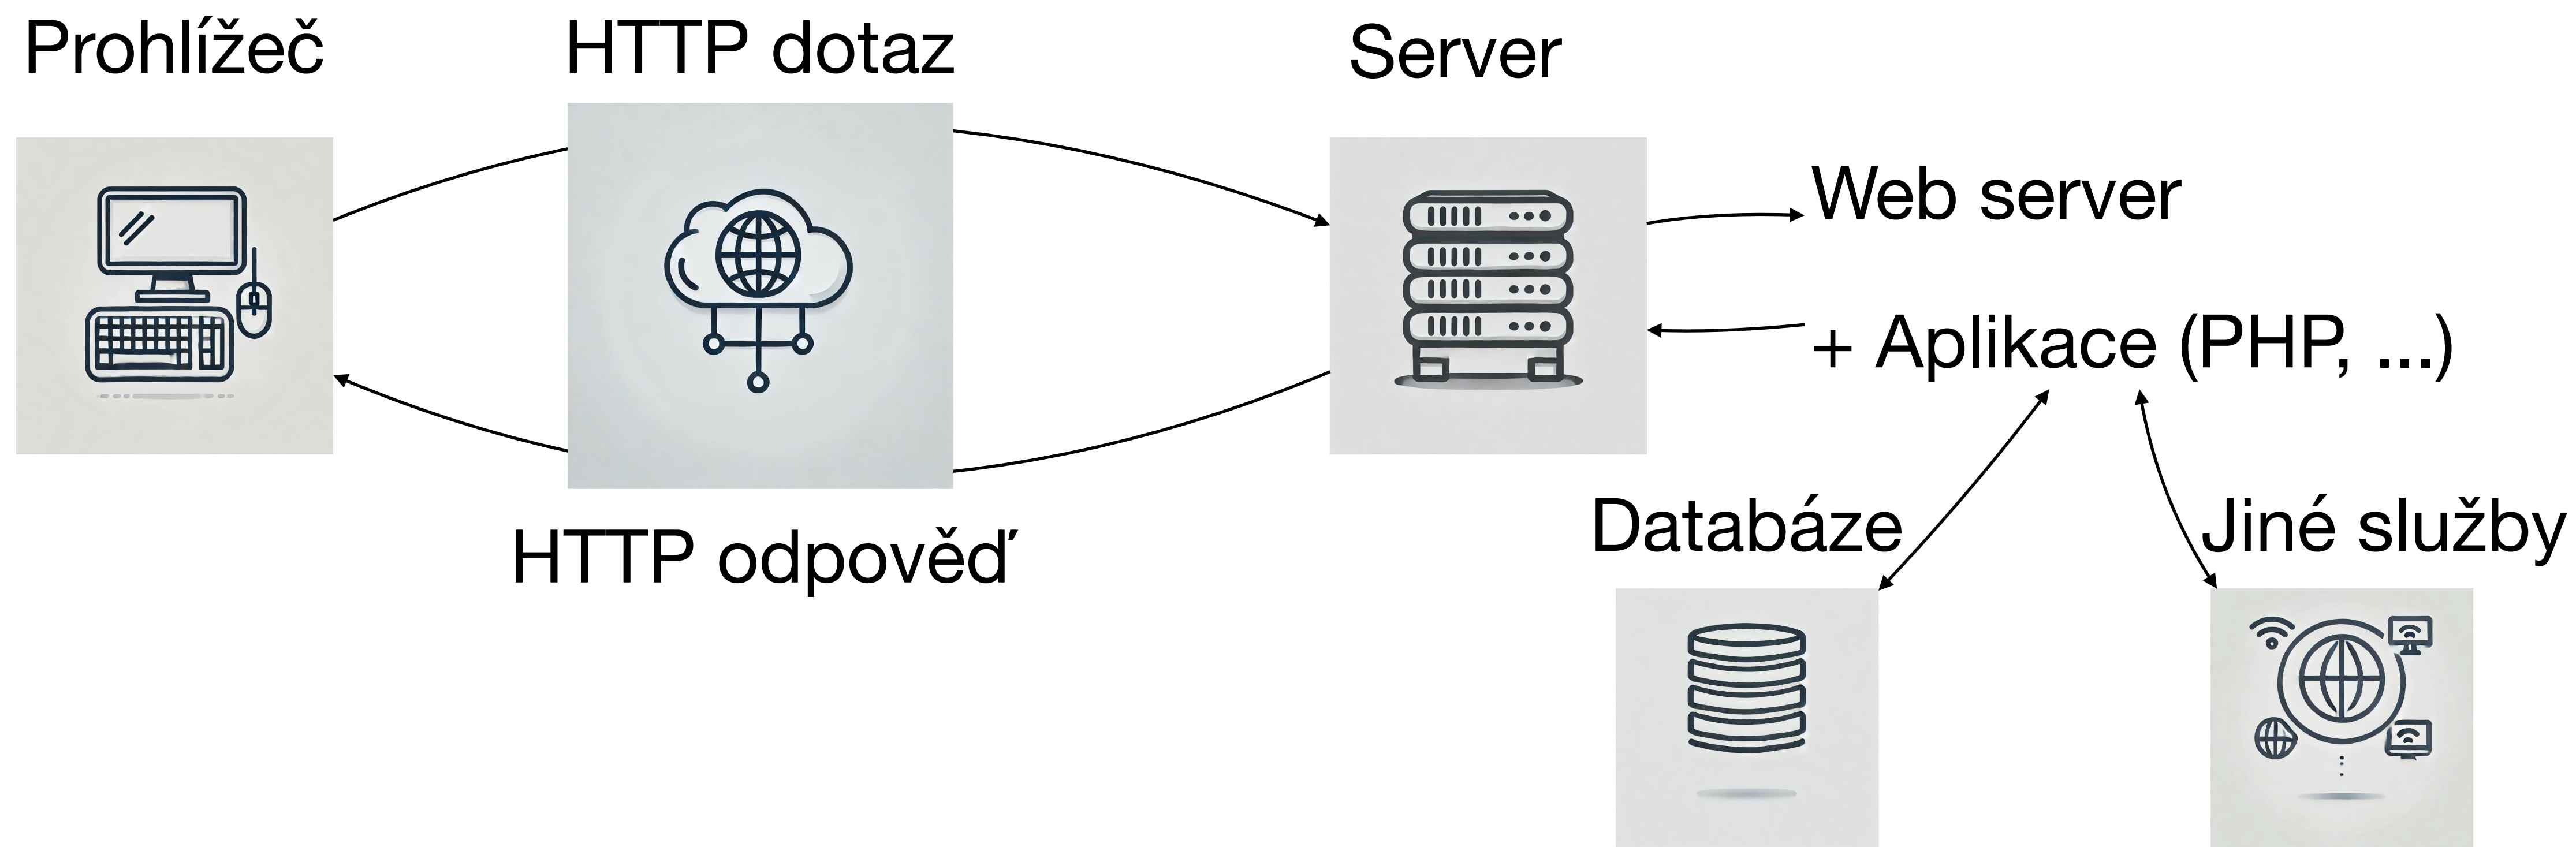 Prohlížeč
HTTP dotaz
Server
Web server
+ Aplikace (PHP, ...)
Databáze
Jiné služby
HTTP odpověď